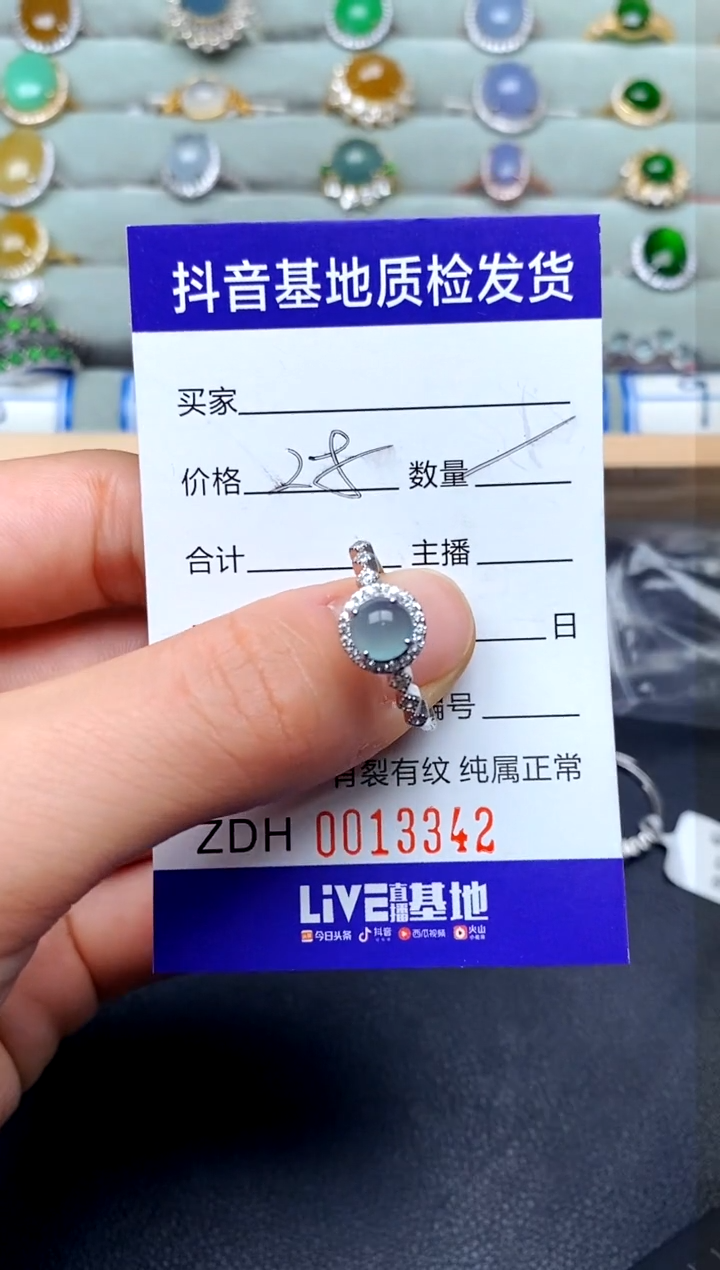 抖音基地质检发货
买家
价格 28 数量
合计 主播
日
编号
有裂有纹 纯属正常
ZDH 0013342
LiVE直播基地
今日头条 抖音 西瓜视频 火山